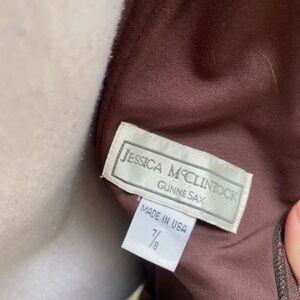 JESSICA McCLINTOCK
GUNNE SAX
MADE IN USA
7/8